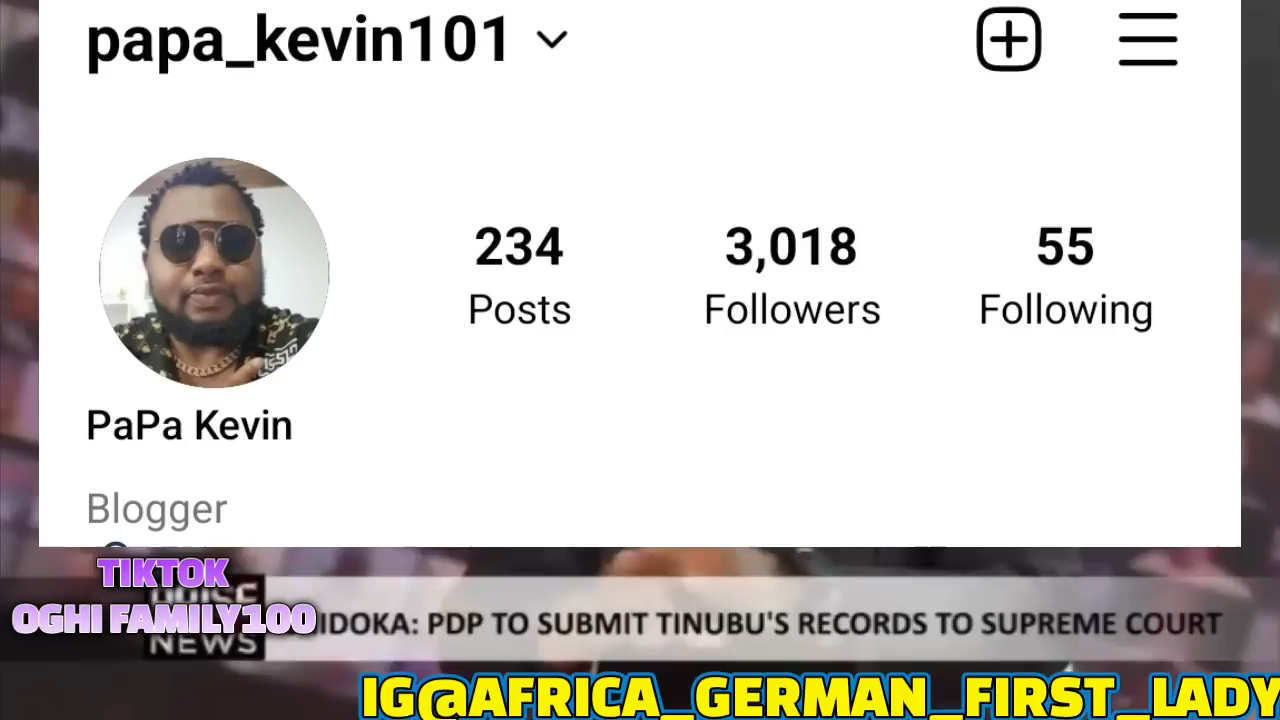 papa_kevin101
234
3,018
55
Posts
Followers
Following
PaPa Kevin
Blogger
TIKTOK
OGHI FAMILY100
NEWS
IDOKA: PDP TO SUBMIT TINUBU'S RECORDS TO SUPREME COURT
IG@AFRICA_GERMAN_FIRST_LADY